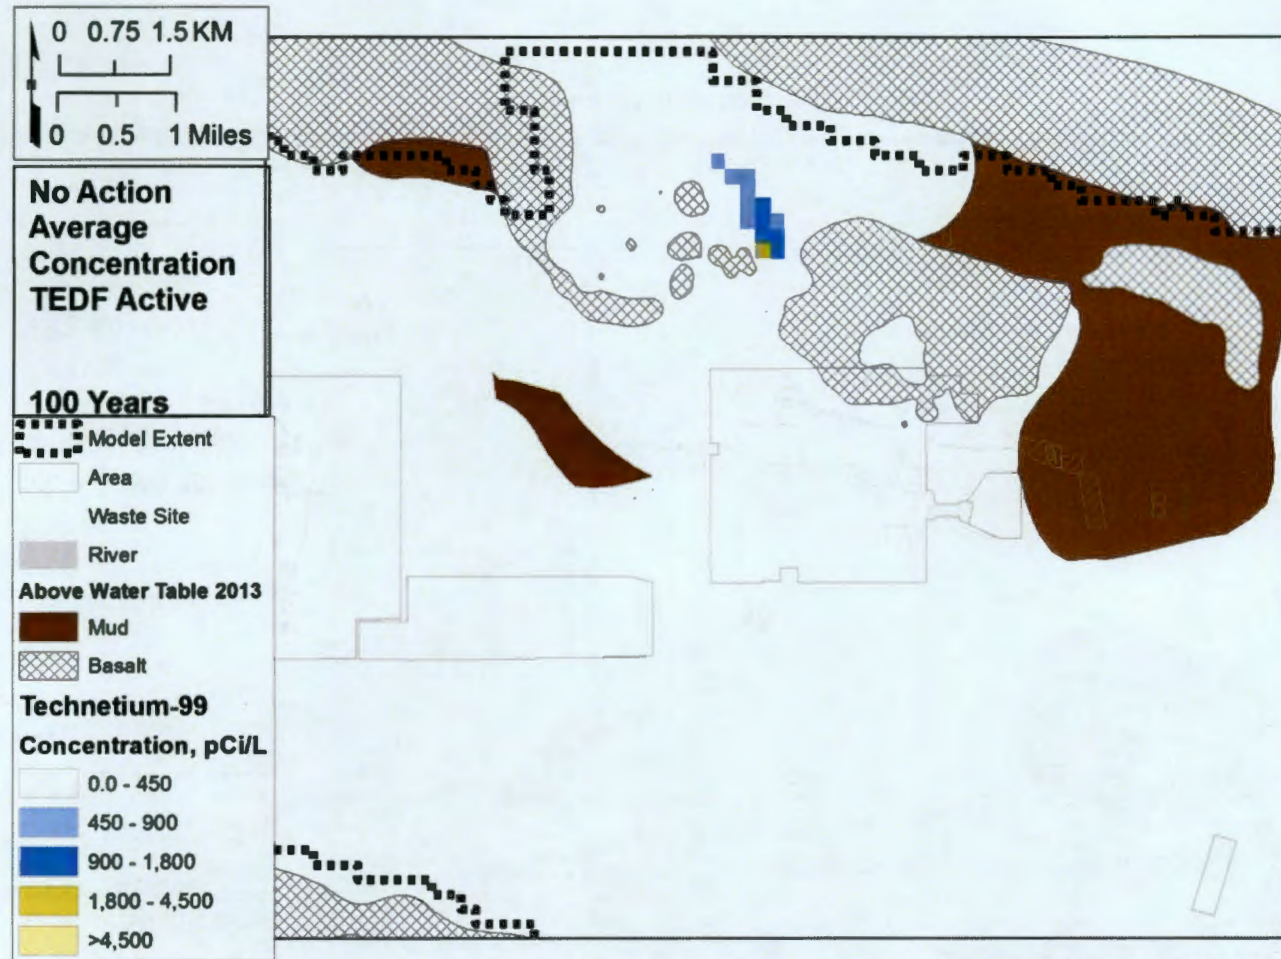 0 0.75 1.5 KM
0 0.5 1 Miles
No Action
Average
Concentration
TEDF Active
100 Years
Model Extent
Area
Waste Site
River
Above Water Table 2013
Mud
Basalt
Technetium-99
Concentration, pCi/L
0.0 - 450
450 - 900
900 - 1,800
1,800 - 4,500
>4,500